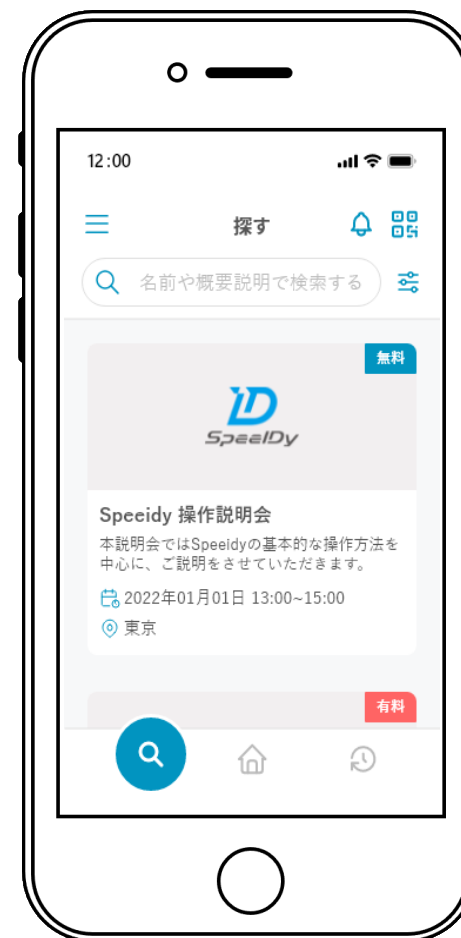 12:00
探す
名前や概要説明で検索する
無料
SpeeIDy
Speeidy 操作説明会
本説明会ではSpeeidyの基本的な操作方法を
中心に、ご説明をさせていただきます。
2022年01月01日 13:00~15:00
東京
有料